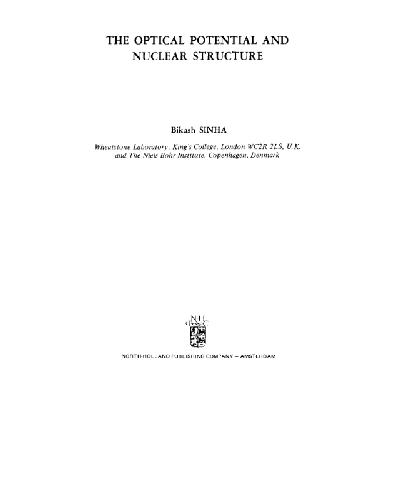 THE OPTICAL POTENTIAL AND
NUCLEAR STRUCTURE
Bikash SINHA
Wheatstone Laboratory, King's College, London WC2R 2LS, U.K.
and The Niels Bohr Institute, Copenhagen, Denmark
NORTH-HOLLAND PUBLISHING COMPANY – AMSTERDAM